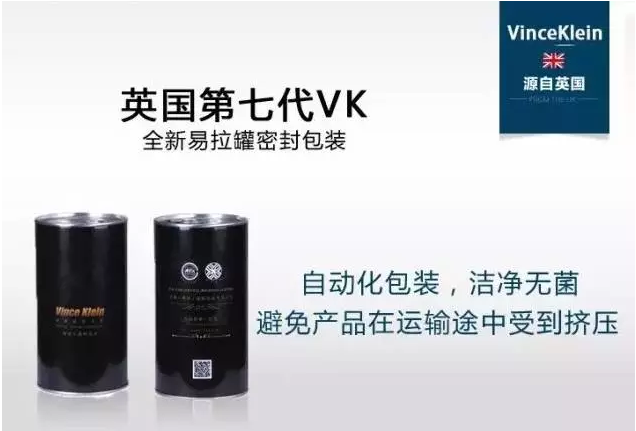 VinceKlein
源自英国
FROM THE UK
英国第七代VK
全新易拉罐密封包装
Vince Klein
自动化包装，洁净无菌
避免产品在运输途中受到挤压